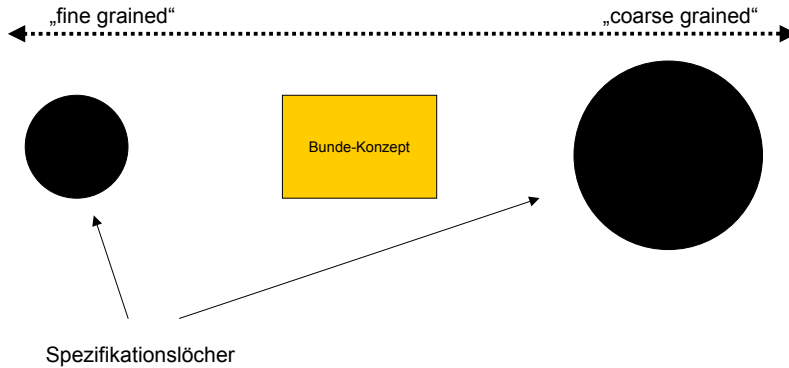 „fine grained“
„coarse grained“
Bunde-Konzept
Spezifikationslöcher